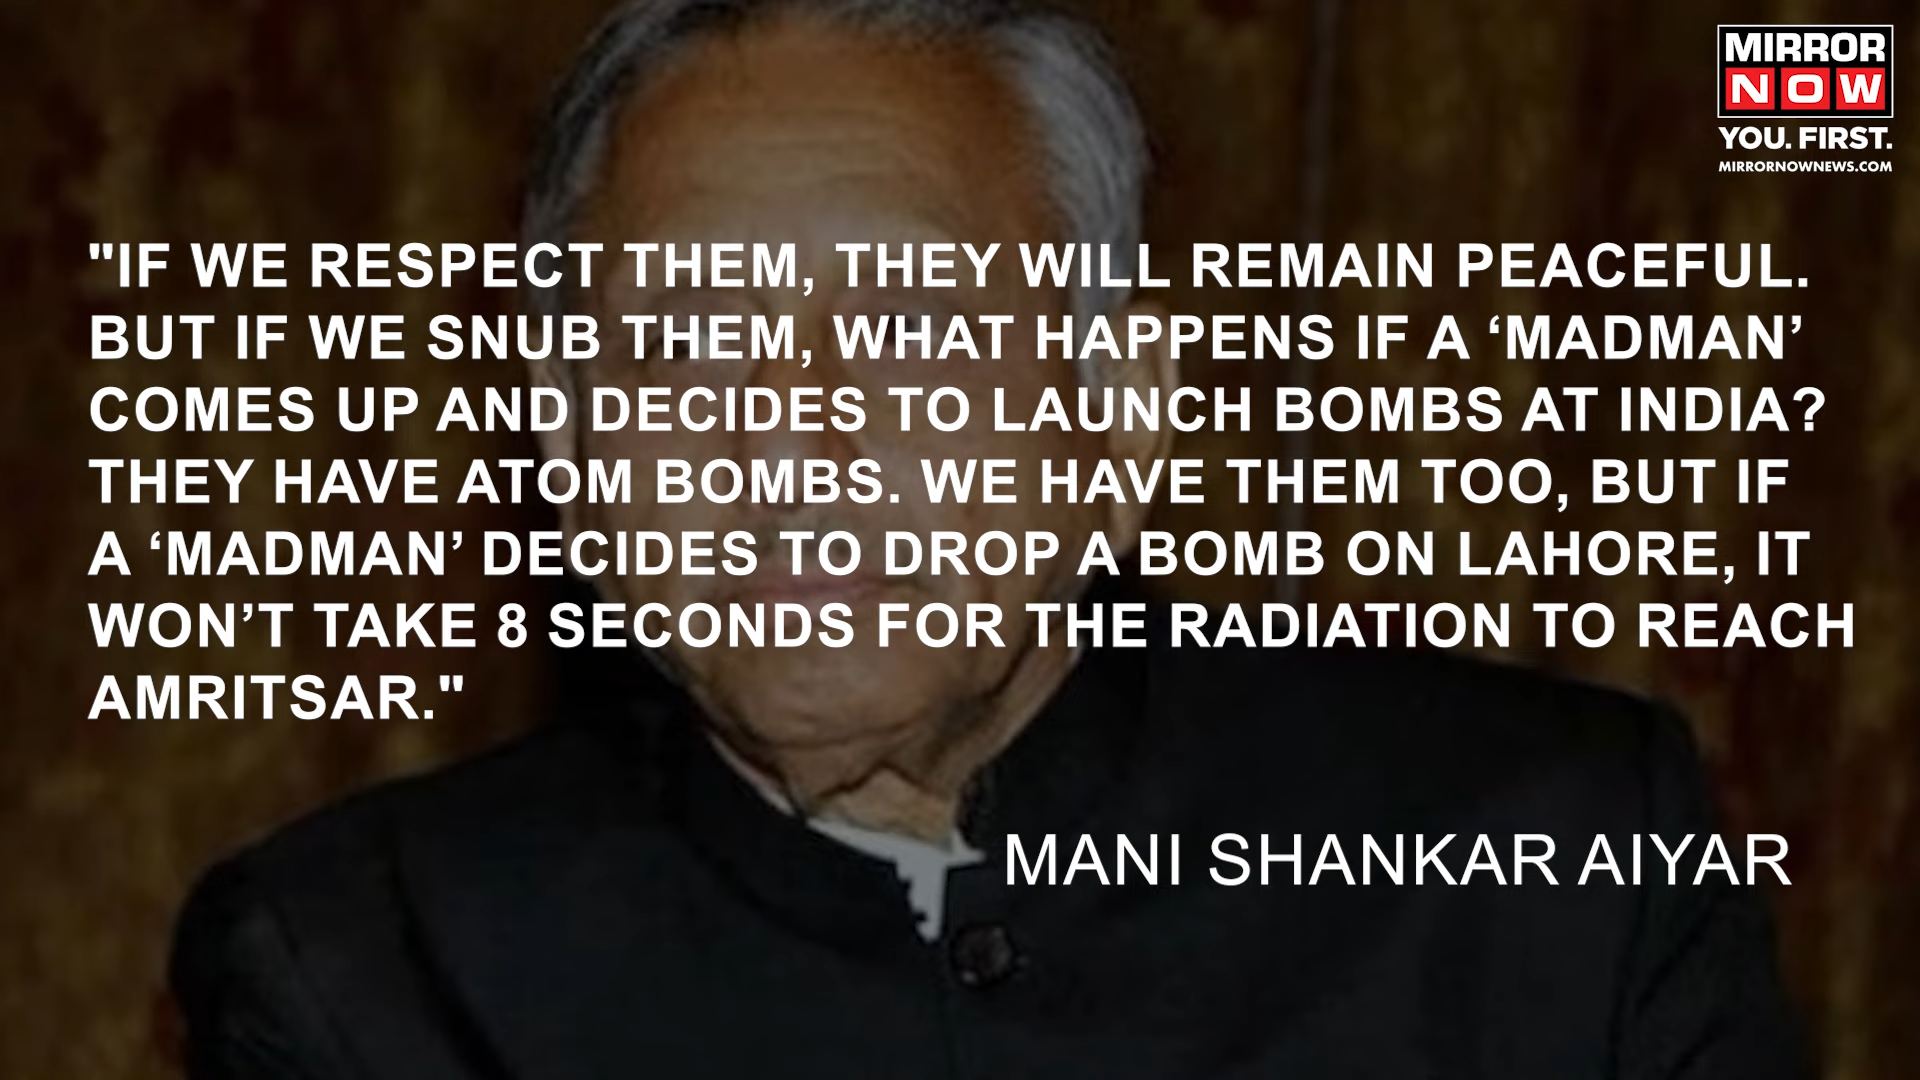 MIRROR
NOW
YOU. FIRST.
MIRRORNOWNEWS.COM
"IF WE RESPECT THEM, THEY WILL REMAIN PEACEFUL.
BUT IF WE SNUB THEM, WHAT HAPPENS IF A ‘MADMAN’
COMES UP AND DECIDES TO LAUNCH BOMBS AT INDIA?
THEY HAVE ATOM BOMBS. WE HAVE THEM TOO, BUT IF
A ‘MADMAN’ DECIDES TO DROP A BOMB ON LAHORE, IT
WON’T TAKE 8 SECONDS FOR THE RADIATION TO REACH
AMRITSAR."
MANI SHANKAR AIYAR